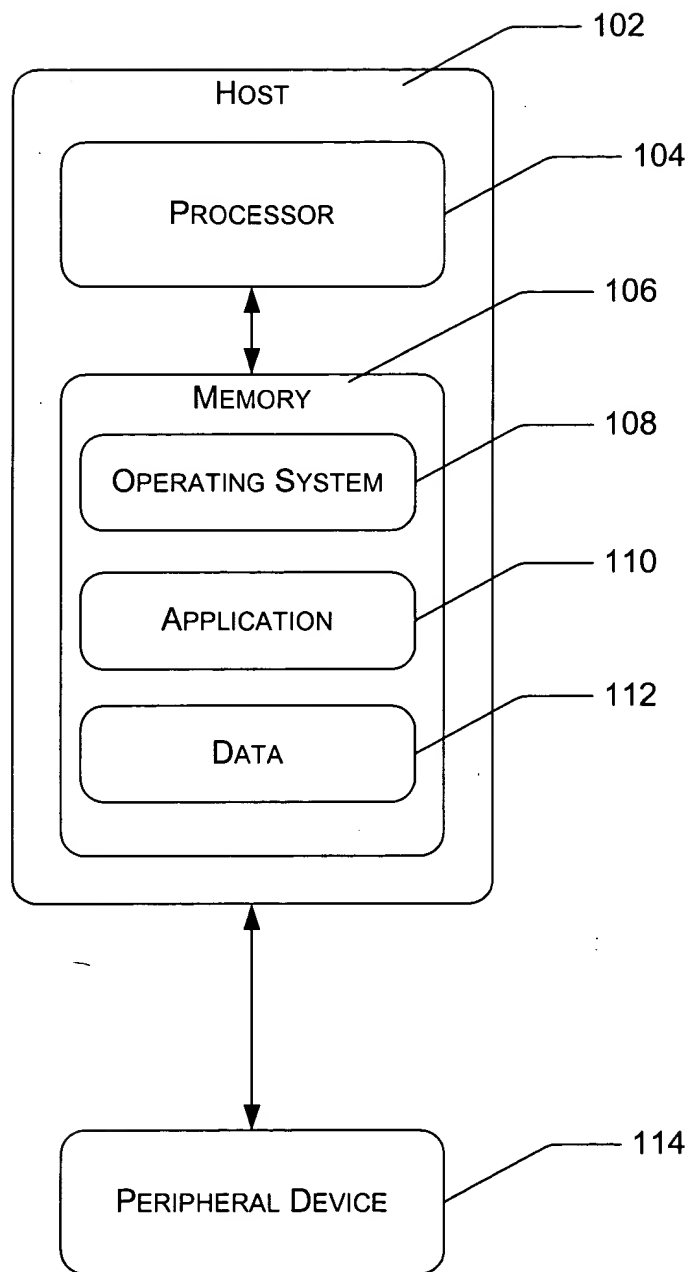 102
HOST
104
PROCESSOR
106
MEMORY
108
OPERATING SYSTEM
110
APPLICATION
112
DATA
114
PERIPHERAL DEVICE